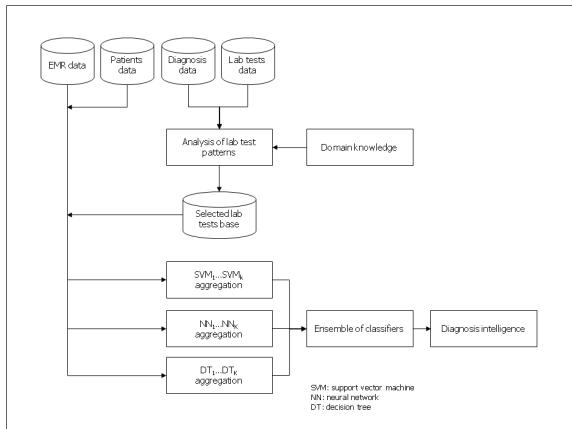 EMR data
Patients
data
Diagnosis
data
Lab tests
data
Analysis of lab test
patterns
Domain knowledge
Selected lab
tests base
SVM₁...SVMₖ
aggregation
NN₁...NNₖ
aggregation
Ensemble of classifiers
Diagnosis intelligence
DT₁...DTₖ
aggregation
SVM: support vector machine
NN: neural network
DT: decision tree